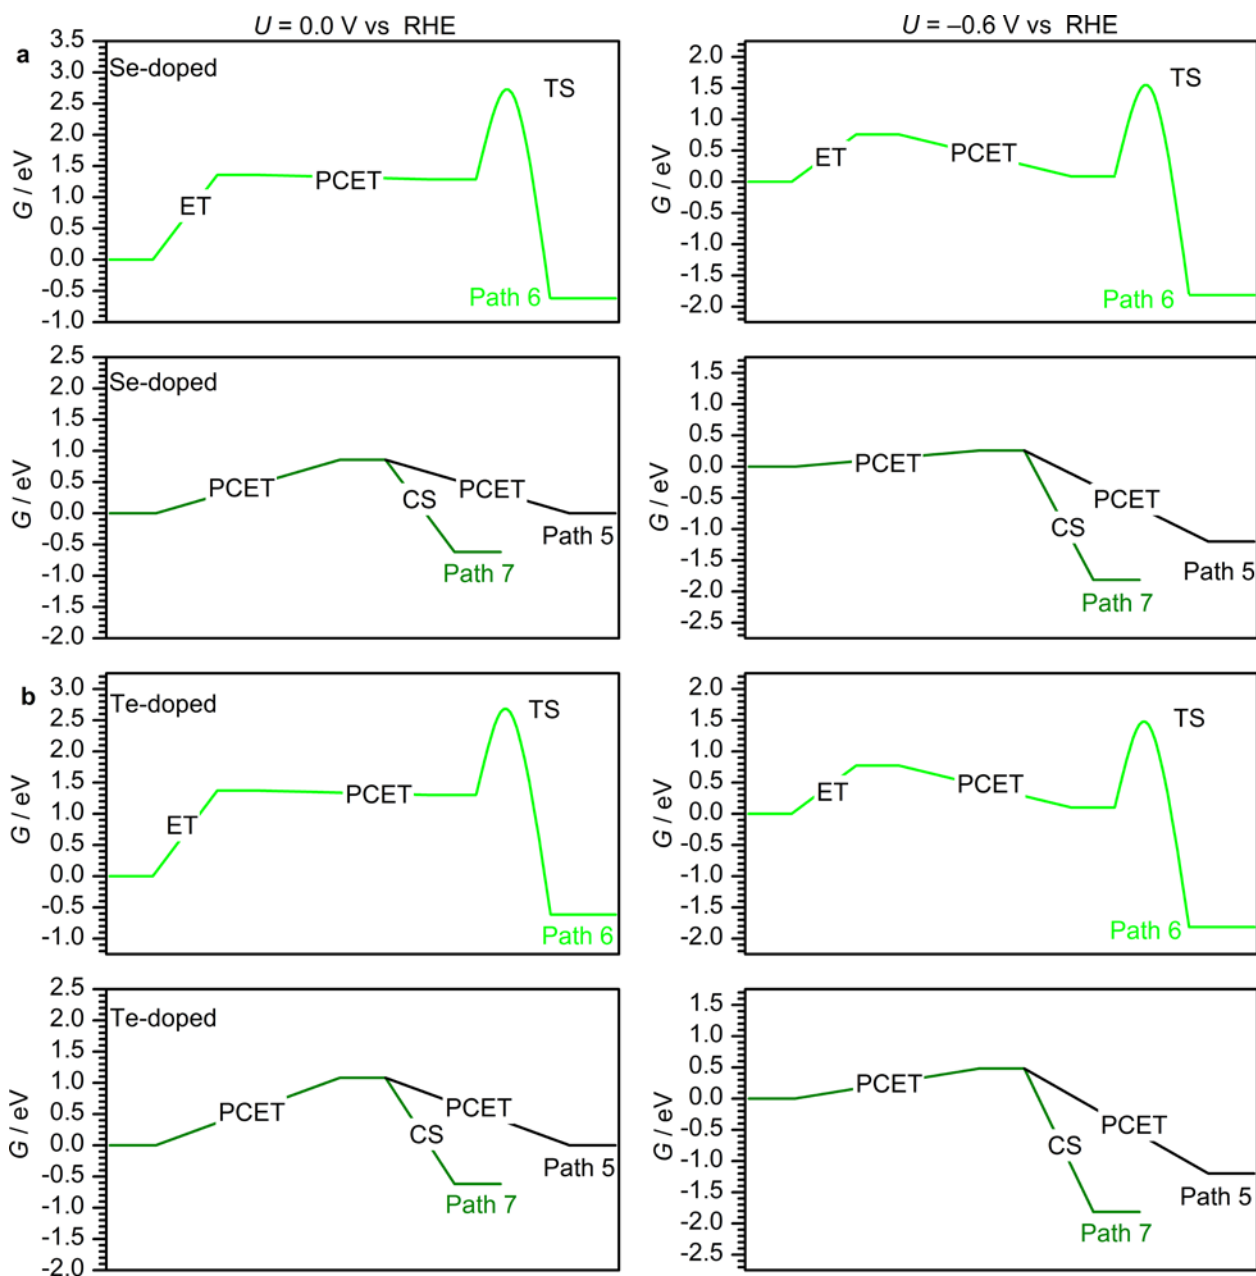 U = 0.0 V vs RHE
U = –0.6 V vs RHE
a
Se-doped
G / eV
3.5
3.0
2.5
2.0
1.5
1.0
0.5
0.0
-0.5
-1.0
ET
PCET
TS
Path 6
G / eV
2.0
1.5
1.0
0.5
0.0
-0.5
-1.0
-1.5
-2.0
ET
PCET
TS
Path 6
Se-doped
G / eV
2.5
2.0
1.5
1.0
0.5
0.0
-0.5
-1.0
-1.5
-2.0
PCET
PCET
CS
Path 5
Path 7
G / eV
1.5
1.0
0.5
0.0
-0.5
-1.0
-1.5
-2.0
-2.5
PCET
PCET
CS
Path 5
Path 7
b
Te-doped
G / eV
3.0
2.5
2.0
1.5
1.0
0.5
0.0
-0.5
-1.0
ET
PCET
TS
Path 6
G / eV
2.0
1.5
1.0
0.5
0.0
-0.5
-1.0
-1.5
-2.0
ET
PCET
TS
Path 6
Te-doped
G / eV
2.5
2.0
1.5
1.0
0.5
0.0
-0.5
-1.0
-1.5
-2.0
PCET
PCET
CS
Path 5
Path 7
G / eV
1.5
1.0
0.5
0.0
-0.5
-1.0
-1.5
-2.0
-2.5
PCET
PCET
CS
Path 5
Path 7